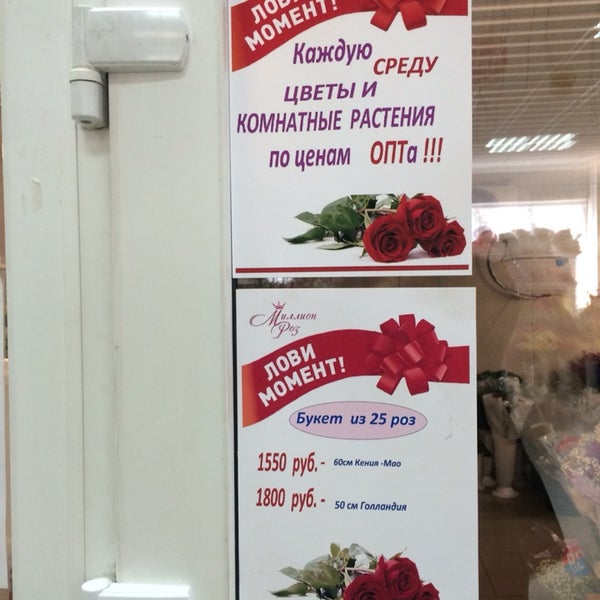 ЛОВИ
МОМЕНТ!
Каждую
СРЕДУ
ЦВЕТЫ И
КОМНАТНЫЕ РАСТЕНИЯ
по ценам ОПТа !!!
Миллион
Роз
ЛОВИ
МОМЕНТ!
Букет из 25 роз
1550 руб.- 60см Кения -Мао
1800 руб.- 50 см Голландия